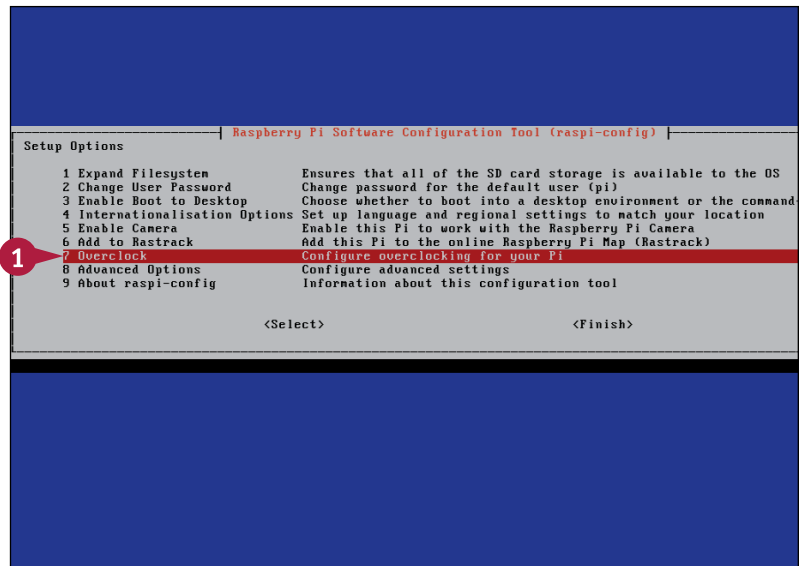 Raspberry Pi Software Configuration Tool (raspi-config)
Setup Options
1 Expand Filesystem Ensures that all of the SD card storage is available to the OS
2 Change User Password Change password for the default user (pi)
3 Enable Boot to Desktop Choose whether to boot into a desktop environment or the command-
4 Internationalisation Options Set up language and regional settings to match your location
5 Enable Camera Enable this Pi to work with the Raspberry Pi Camera
6 Add to Rastrack Add this Pi to the online Raspberry Pi Map (Rastrack)
1
7 Overclock Configure overclocking for your Pi
8 Advanced Options Configure advanced settings
9 About raspi-config Information about this configuration tool
<Select> <Finish>